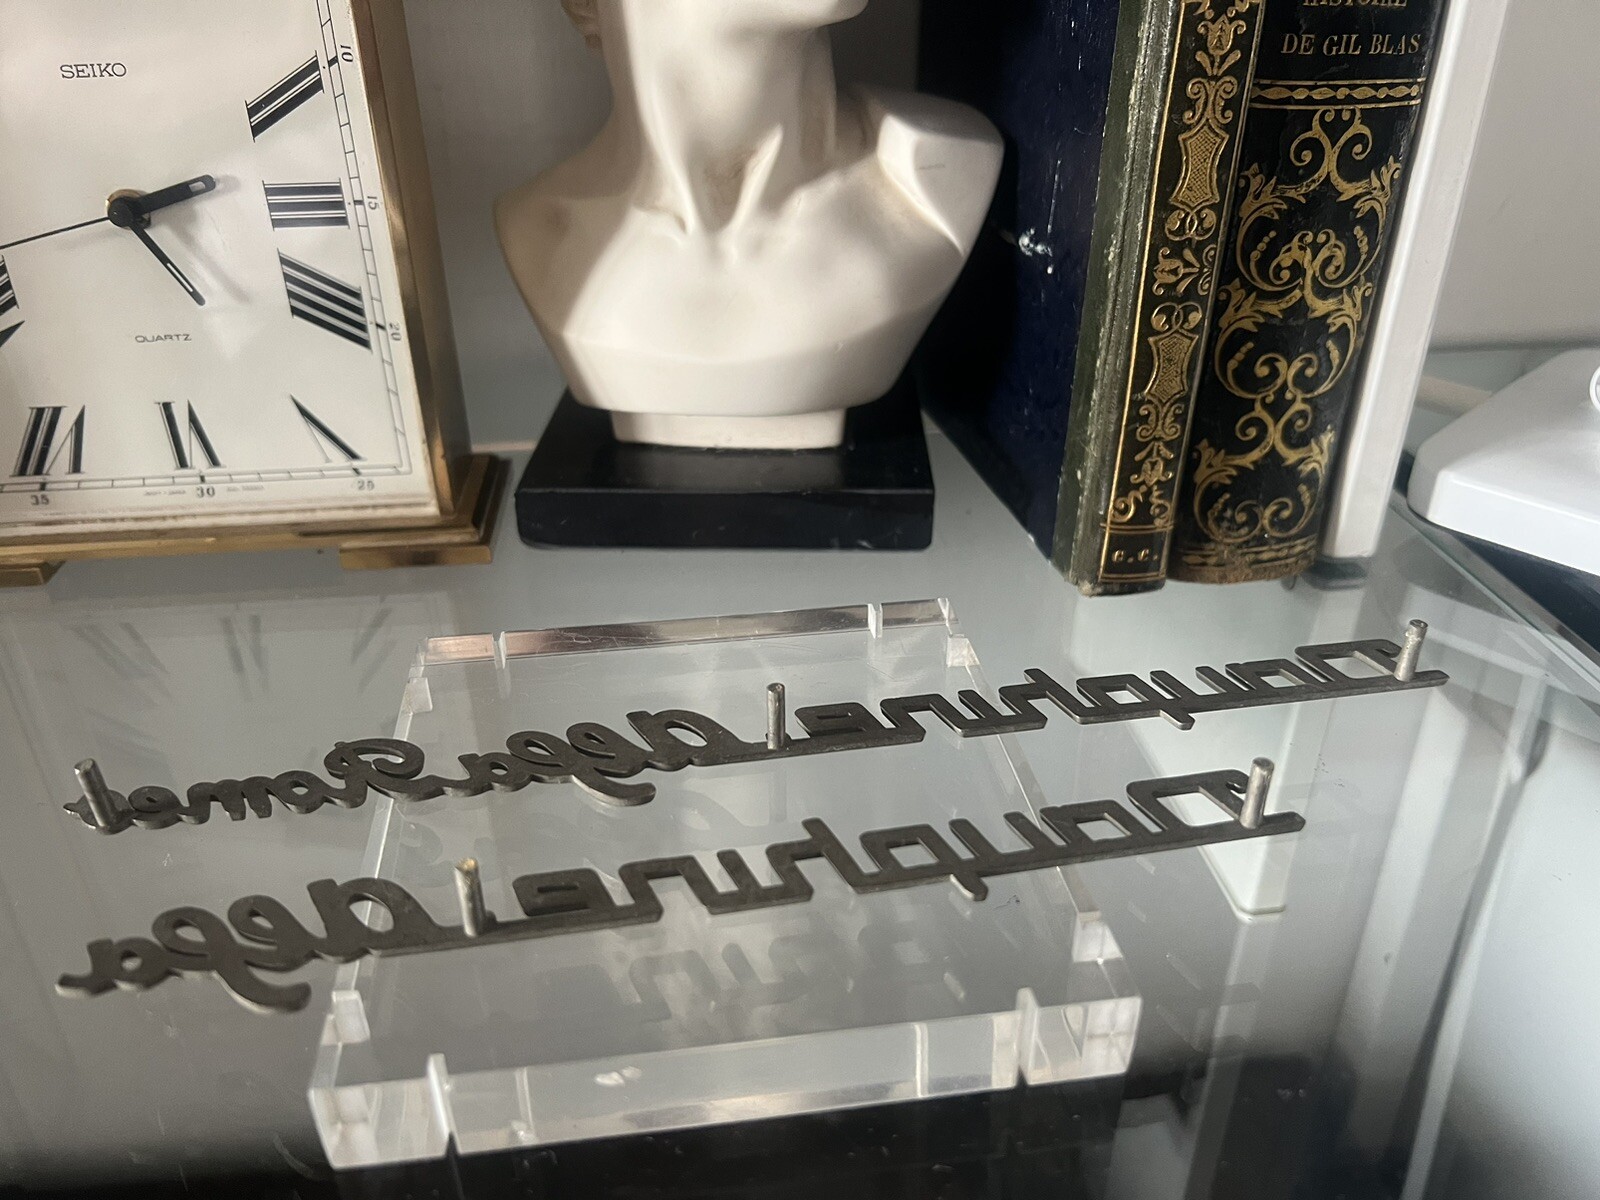 SEIKO
QUARTZ
10
15
20
25
30
35
HISTOIRE
DE GIL BLAS
C.C.
Dauphine Alfa Romeo
Dauphine Alfa